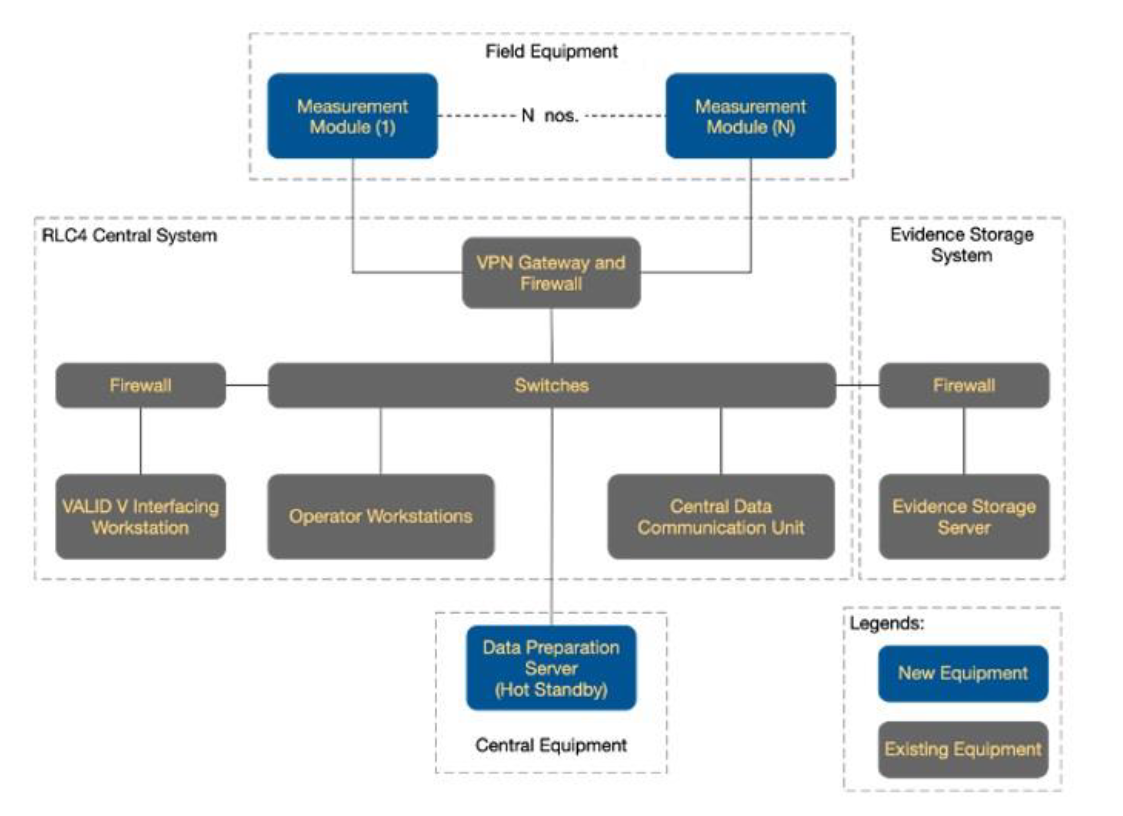 Field Equipment
Measurement
Module (1)
N nos.
Measurement
Module (N)
RLC4 Central System
Evidence Storage
System
VPN Gateway and
Firewall
Firewall
Switches
Firewall
VALID V Interfacing
Workstation
Operator Workstations
Central Data
Communication Unit
Evidence Storage
Server
Data Preparation
Server
(Hot Standby)
Central Equipment
Legends:
New Equipment
Existing Equipment